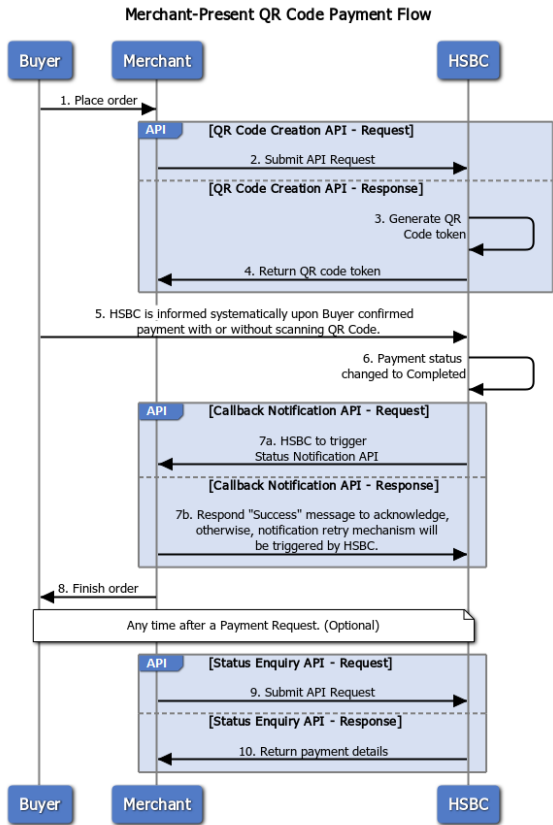 Merchant-Present QR Code Payment Flow
Buyer
Merchant
HSBC
1. Place order
API
[QR Code Creation API - Request]
2. Submit API Request
[QR Code Creation API - Response]
3. Generate QR
Code token
4. Return QR code token
5. HSBC is informed systematically upon Buyer confirmed
payment with or without scanning QR Code.
6. Payment status
changed to Completed
API
[Callback Notification API - Request]
7a. HSBC to trigger
Status Notification API
[Callback Notification API - Response]
7b. Respond "Success" message to acknowledge,
otherwise, notification retry mechanism will
be triggered by HSBC.
8. Finish order
Any time after a Payment Request. (Optional)
API
[Status Enquiry API - Request]
9. Submit API Request
[Status Enquiry API - Response]
10. Return payment details
Buyer
Merchant
HSBC